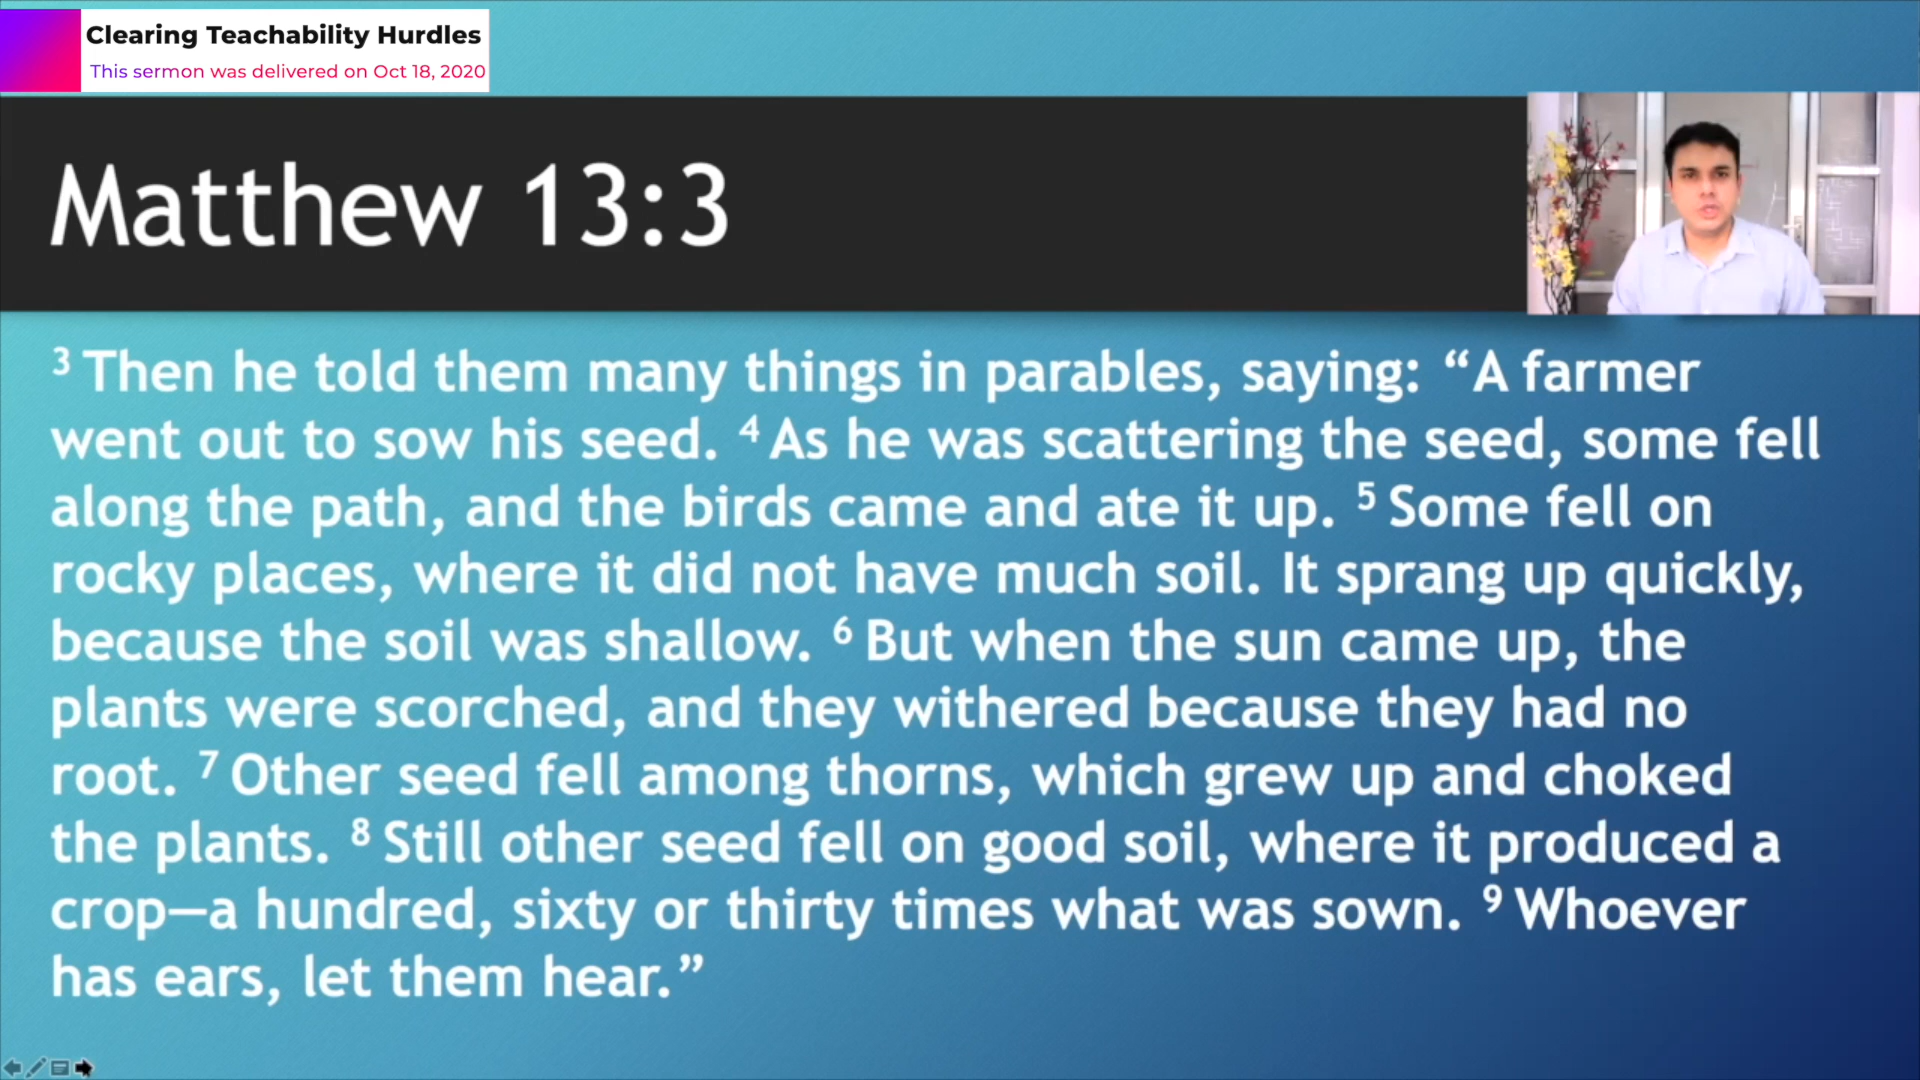 Clearing Teachability Hurdles
This sermon was delivered on Oct 18, 2020
Matthew 13:3
3 Then he told them many things in parables, saying: “A farmer
went out to sow his seed. 4 As he was scattering the seed, some fell
along the path, and the birds came and ate it up. 5 Some fell on
rocky places, where it did not have much soil. It sprang up quickly,
because the soil was shallow. 6 But when the sun came up, the
plants were scorched, and they withered because they had no
root. 7 Other seed fell among thorns, which grew up and choked
the plants. 8 Still other seed fell on good soil, where it produced a
crop—a hundred, sixty or thirty times what was sown. 9 Whoever
has ears, let them hear.”